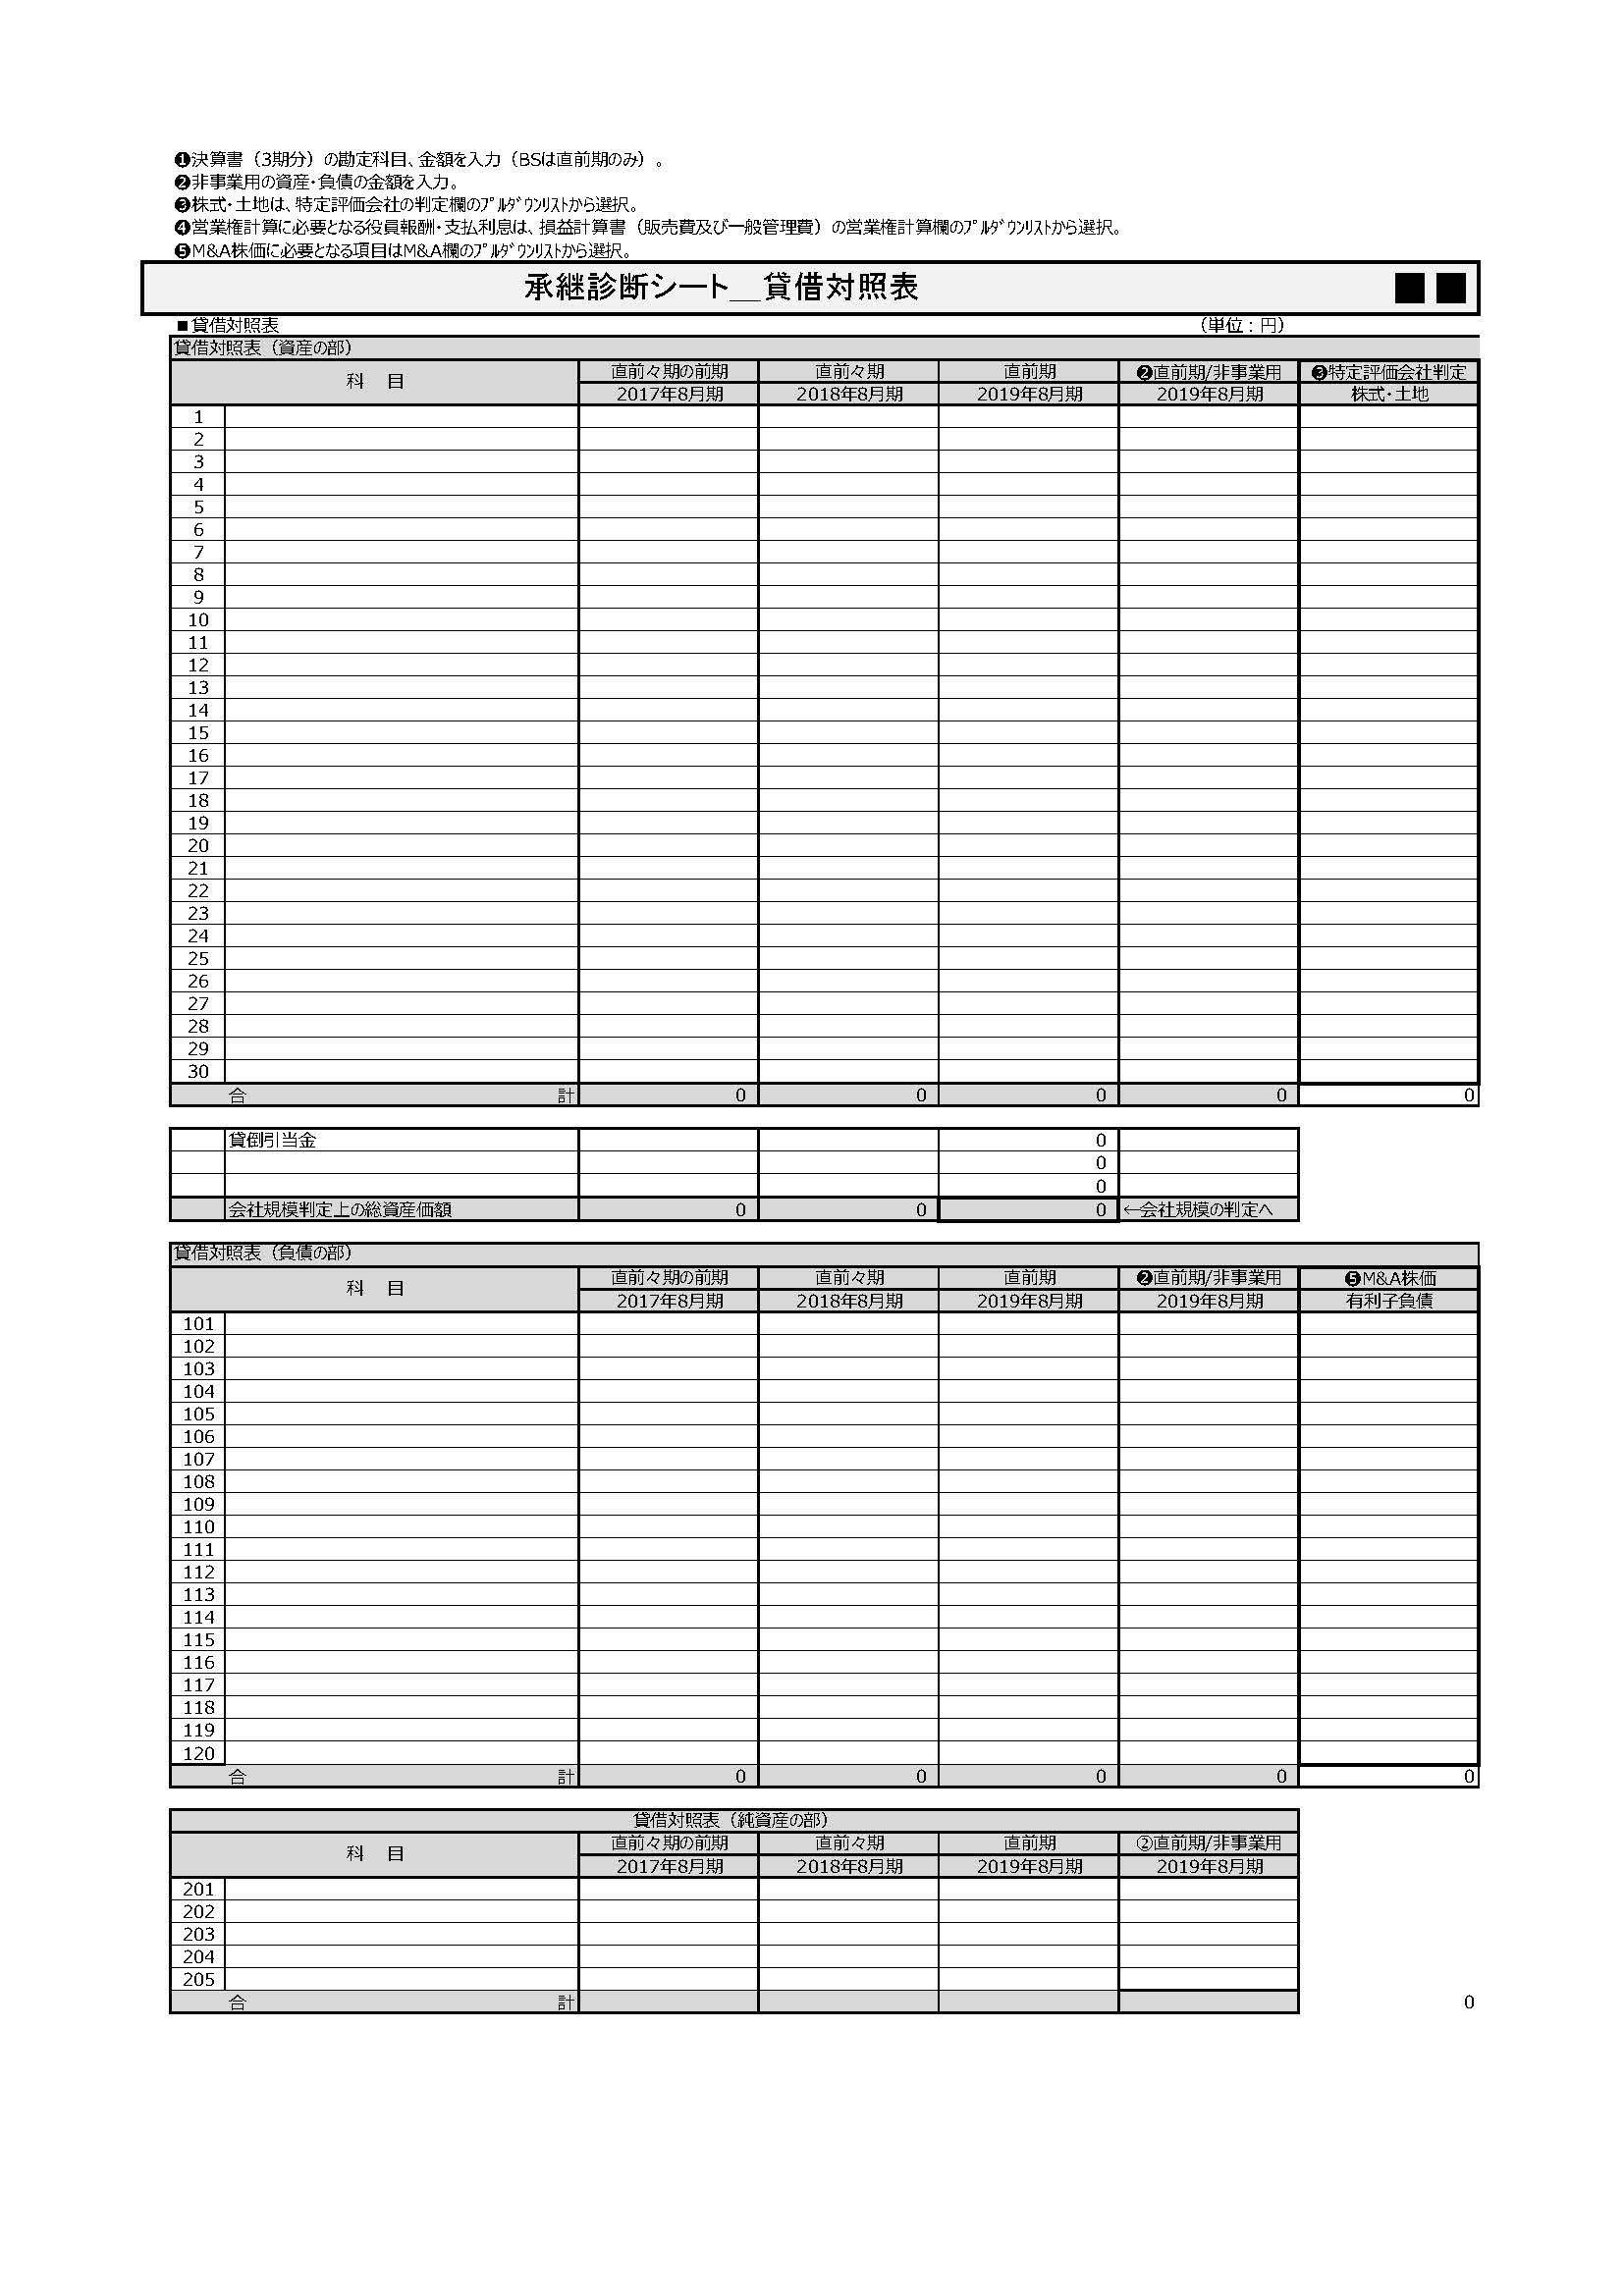 ❶決算書（3期分）の勘定科目、金額を入力（BSは直前期のみ）。
❷非事業用の資産・負債の金額を入力。
❸株式・土地は、特定評価会社の判定欄のﾌﾟﾙﾀﾞｳﾝﾘｽﾄから選択。
❹営業権計算に必要となる役員報酬・支払利息は、損益計算書（販売費及び一般管理費）の営業権計算欄のﾌﾟﾙﾀﾞｳﾝﾘｽﾄから選択。
❺M&A株価に必要となる項目はM&A欄のﾌﾟﾙﾀﾞｳﾝﾘｽﾄから選択。
承継診断シート＿貸借対照表 ■ ■
■貸借対照表 （単位：円）
貸借対照表（資産の部）
科　目 直前々期の前期 直前々期 直前期 ❷直前期/非事業用 ❸特定評価会社判定
2017年8月期 2018年8月期 2019年8月期 2019年8月期 株式・土地
1
2
3
4
5
6
7
8
9
10
11
12
13
14
15
16
17
18
19
20
21
22
23
24
25
26
27
28
29
30
合 計 0 0 0 0 0
貸倒引当金 0
0
0
会社規模判定上の総資産価額 0 0 0 ←会社規模の判定へ
貸借対照表（負債の部）
科　目 直前々期の前期 直前々期 直前期 ❷直前期/非事業用 ❺M&A株価
2017年8月期 2018年8月期 2019年8月期 2019年8月期 有利子負債
101
102
103
104
105
106
107
108
109
110
111
112
113
114
115
116
117
118
119
120
合 計 0 0 0 0 0
貸借対照表（純資産の部）
科　目 直前々期の前期 直前々期 直前期 ②直前期/非事業用
2017年8月期 2018年8月期 2019年8月期 2019年8月期
201
202
203
204
205
合 計 0